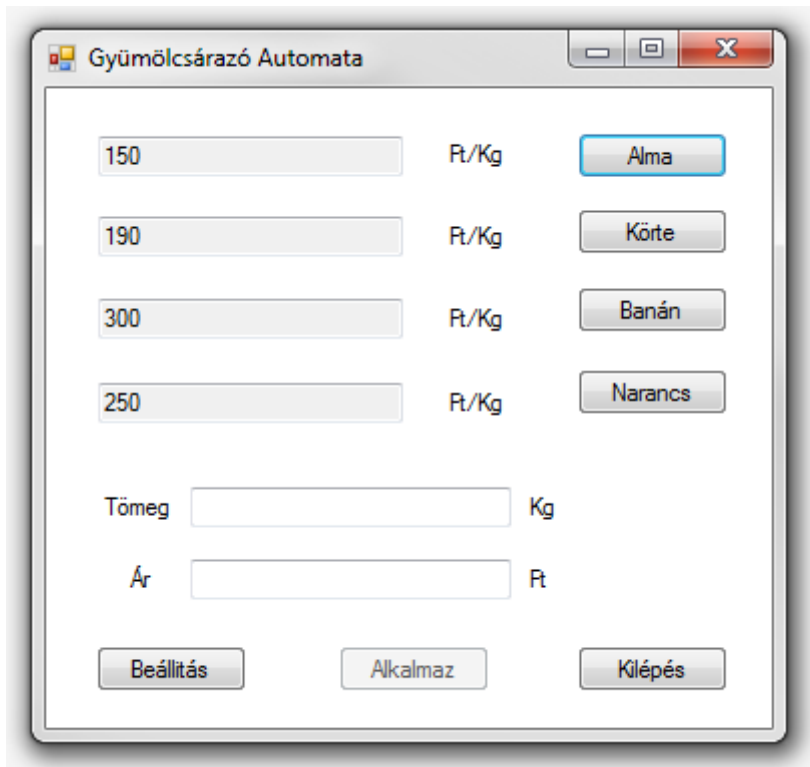 Gyümölcsárazó Automata
150 Ft/Kg Alma
190 Ft/Kg Körte
300 Ft/Kg Banán
250 Ft/Kg Narancs
Tömeg Kg
Ár Ft
Beállitás Alkalmaz Kilépés